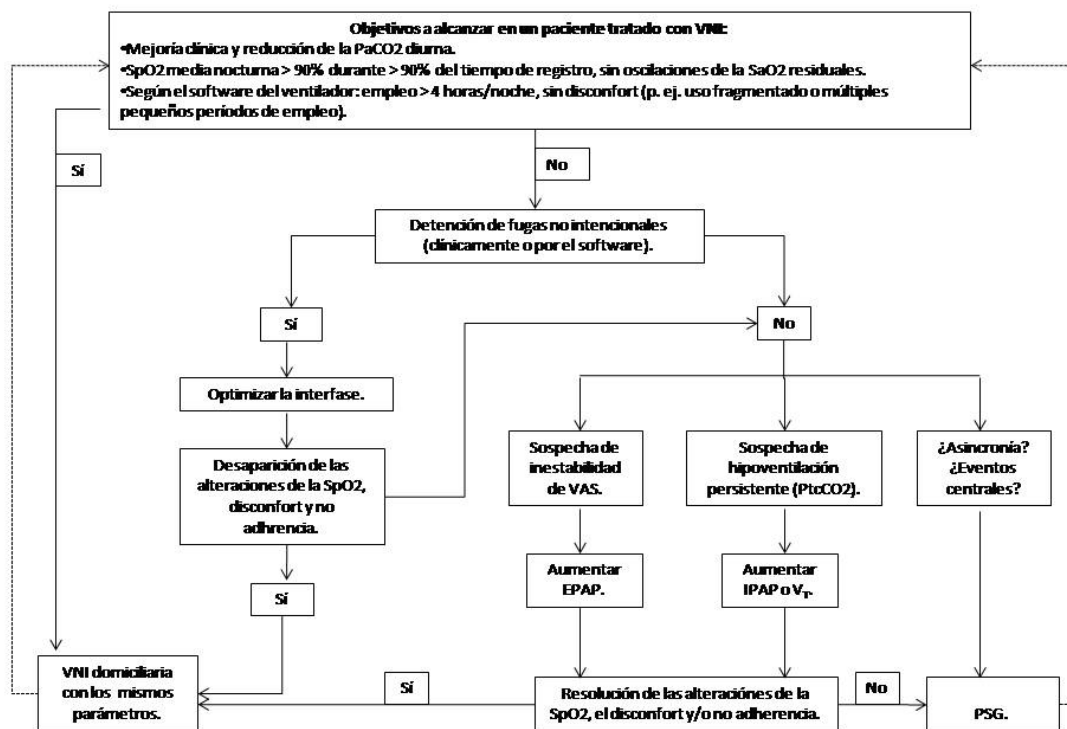 Objetivos a alcanzar en un paciente tratado con VNI:
•Mejoría clínica y reducción de la PaCO2 diurna.
•SpO2 media nocturna > 90% durante > 90% del tiempo de registro, sin oscilaciones de la SaO2 residuales.
•Según el software del ventilador: empleo > 4 horas/noche, sin disconfort (p. ej. uso fragmentado o múltiples
pequeños períodos de empleo).
Sí
No
Detención de fugas no intencionales
(clínicamente o por el software).
Sí
No
Optimizar la interfase.
Desaparición de las
alteraciones de la SpO2,
disconfort y no
adhrencia.
Sospecha de
inestabilidad
de VAS.
Sospecha de
hipoventilación
persistente (PtcCO2).
¿Asincronía?
¿Eventos
centrales?
Sí
Aumentar
EPAP.
Aumentar
IPAP o VT.
VNI domiciliaria
con los mismos
parámetros.
Sí
Resolución de las alteraciónes de la
SpO2, el disconfort y/o no adherencia.
No
PSG.